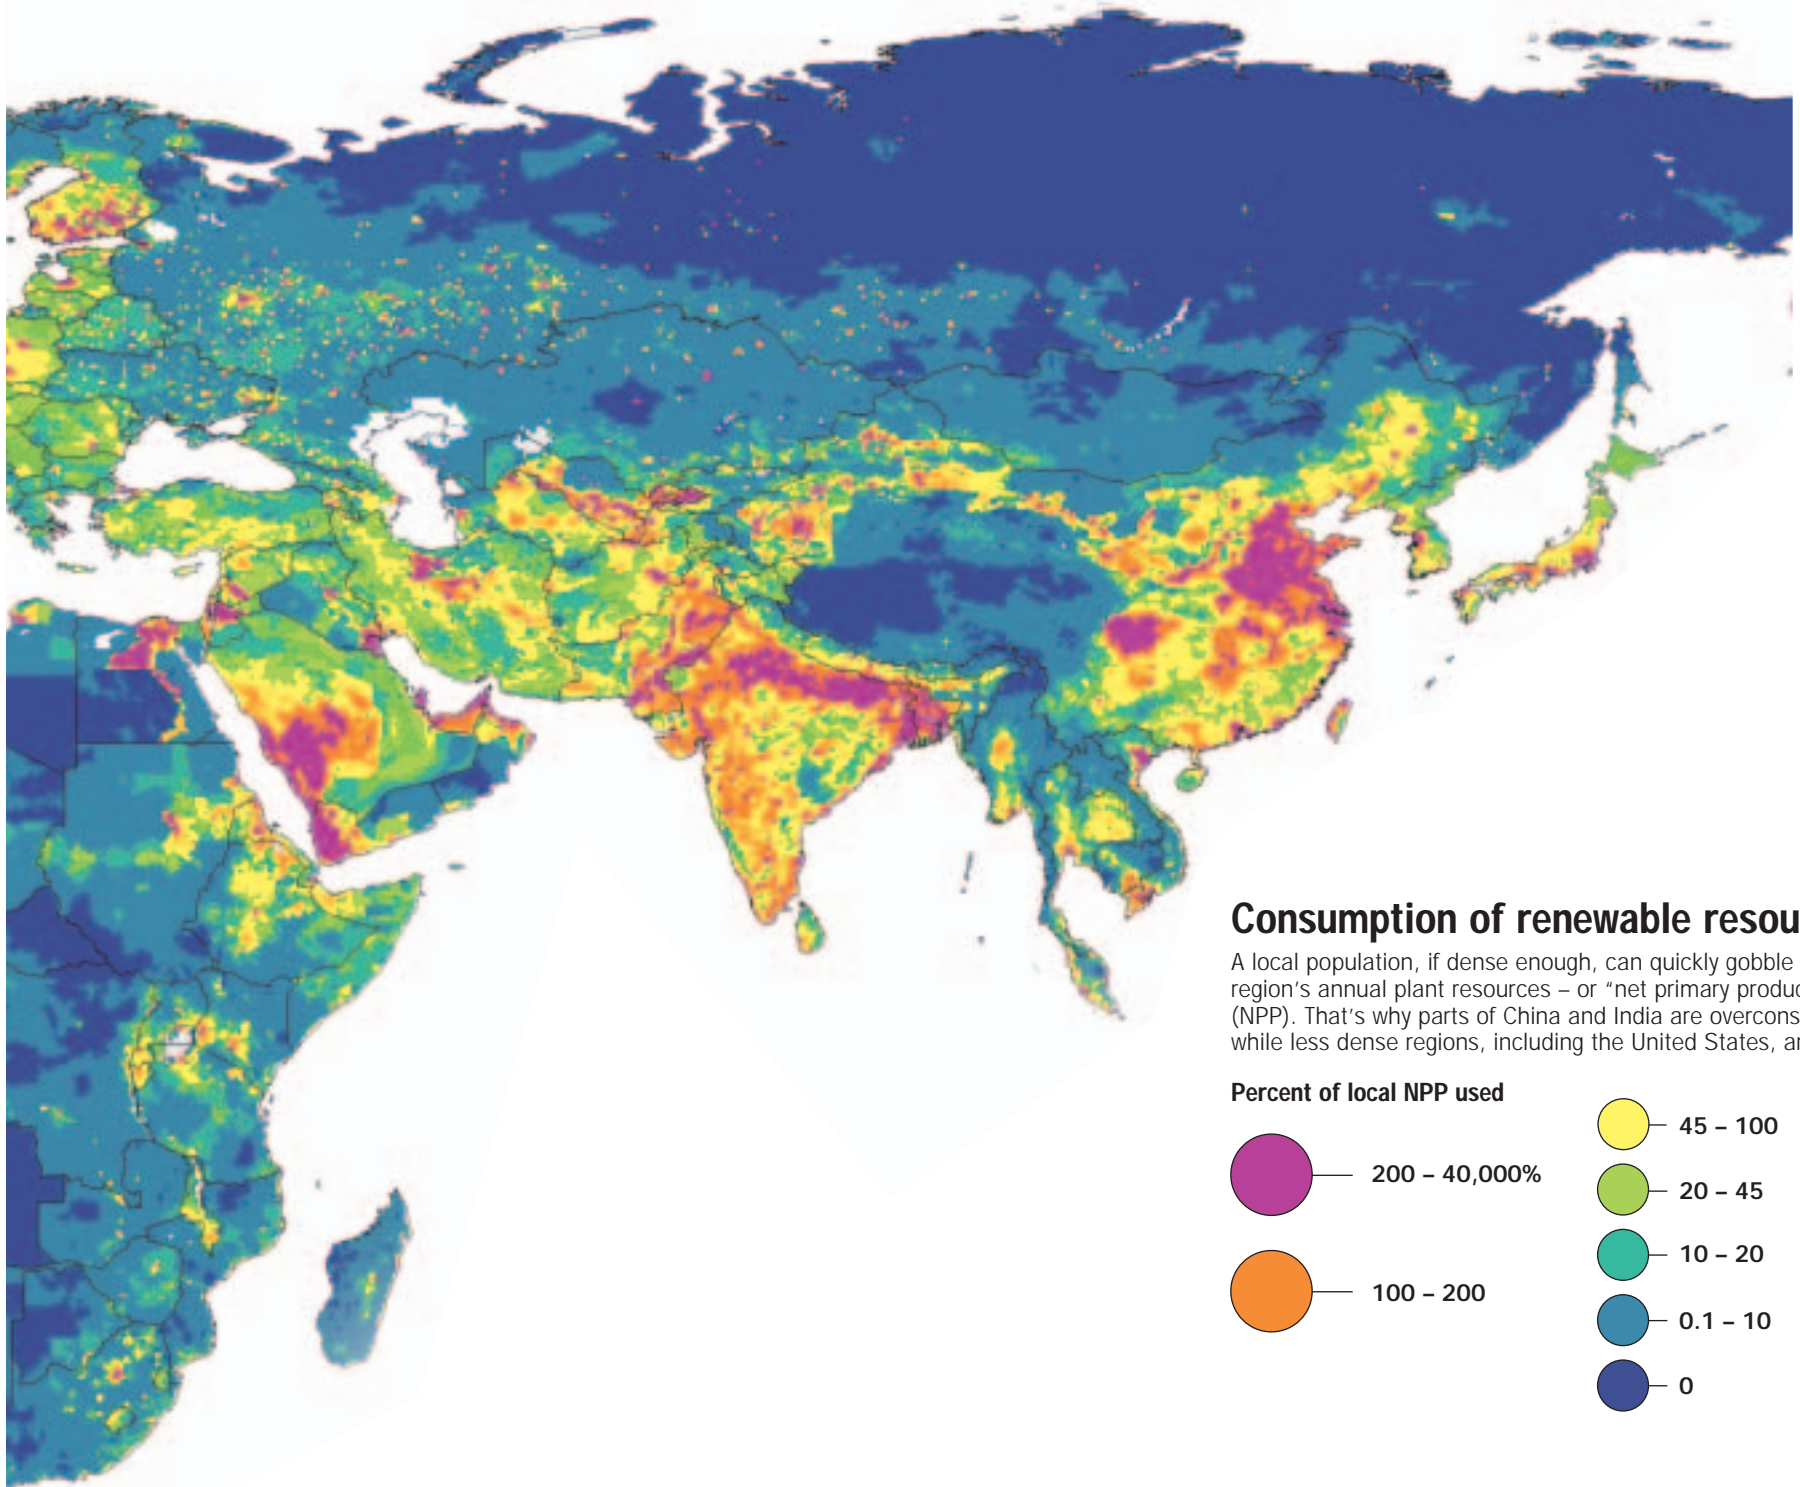 Consumption of renewable resou
A local population, if dense enough, can quickly gobble
region's annual plant resources – or "net primary produc
(NPP). That's why parts of China and India are overcons
while less dense regions, including the United States, a
Percent of local NPP used
200 – 40,000%
100 – 200
45 – 100
20 – 45
10 – 20
0.1 – 10
0